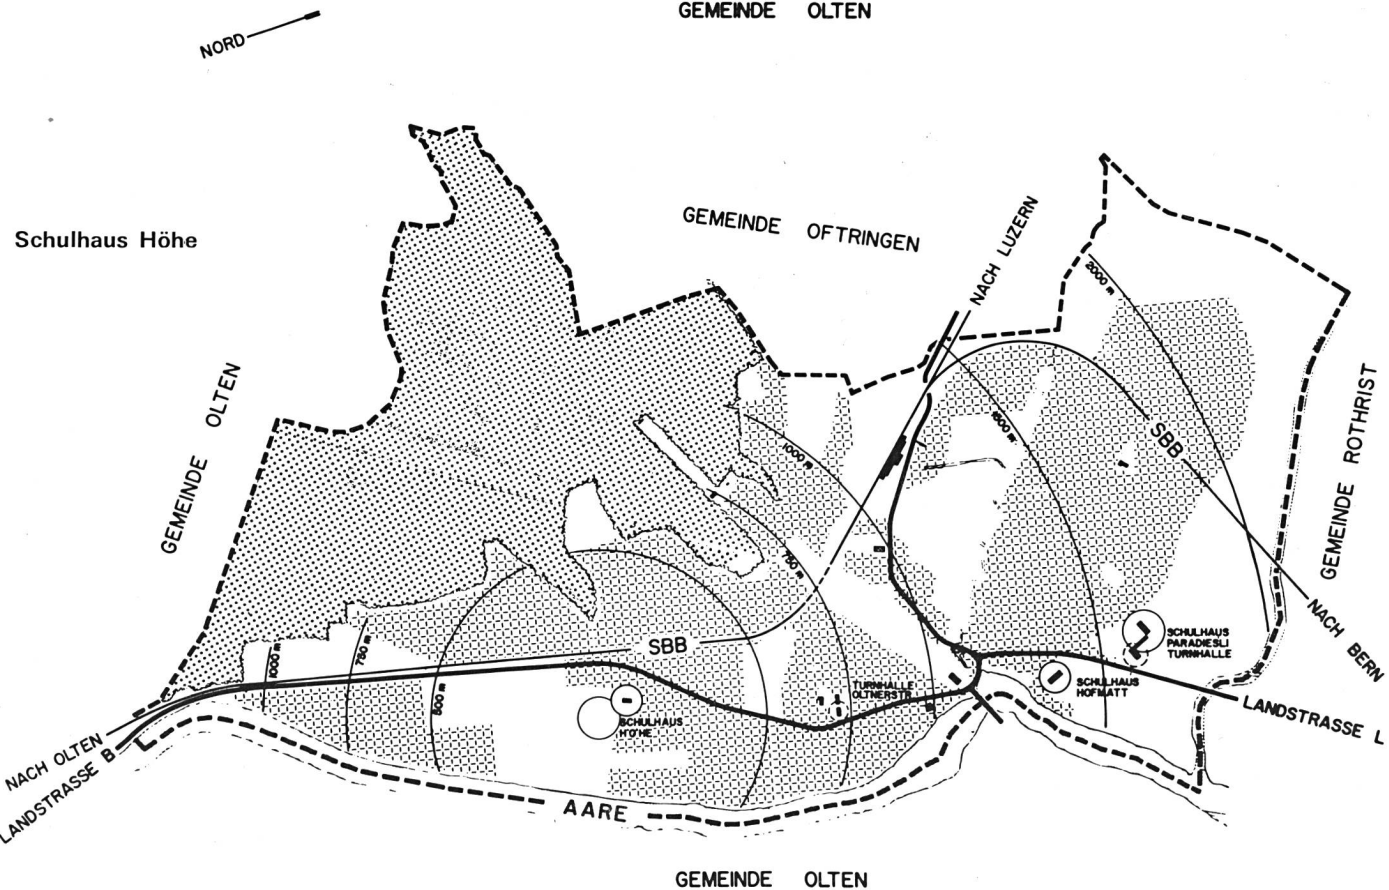 GEMEINDE OLTEN
NORD
Schulhaus Höhe
GEMEINDE OFTRINGEN
NACH LUZERN
2000 m
GEMEINDE OLTEN
1000 m
1500 m
SBB
GEMEINDE ROTHRIST
750 m
SBB
1000 m
750 m
500 m
SCHULHAUS
PARADIESLI
TURNHALLE
NACH BERN
TURNHALLE
OLTNERSTR.
SCHULHAUS
HOFMATT
SCHULHAUS
HÖHE
LANDSTRASSE L
NACH OLTEN
LANDSTRASSE B
AARE
GEMEINDE OLTEN